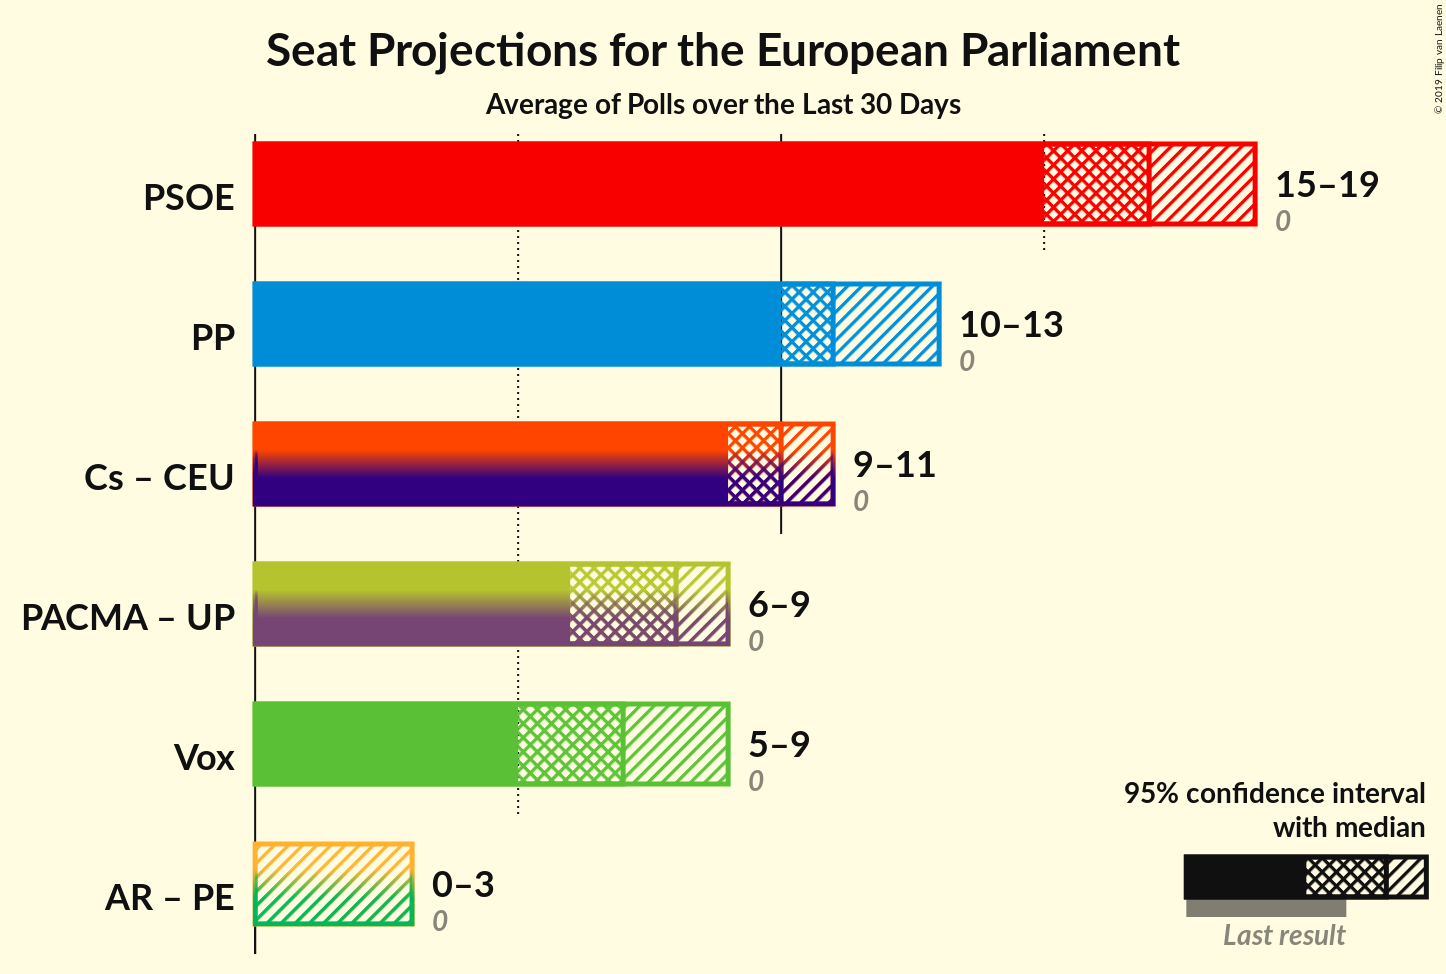 Seat Projections for the European Parliament
Average of Polls over the Last 30 Days
© 2019 Filip van Laenen
PSOE
15–19
0
PP
10–13
0
Cs – CEU
9–11
0
PACMA – UP
6–9
0
Vox
5–9
0
AR – PE
0–3
0
95% confidence interval
with median
Last result